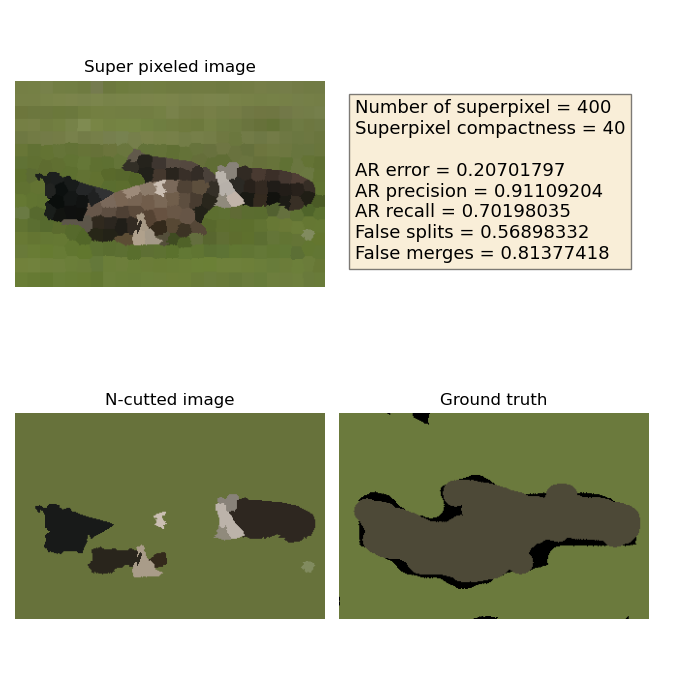 Super pixeled image
Number of superpixel = 400
Superpixel compactness = 40
AR error = 0.20701797
AR precision = 0.91109204
AR recall = 0.70198035
False splits = 0.56898332
False merges = 0.81377418
N-cutted image
Ground truth